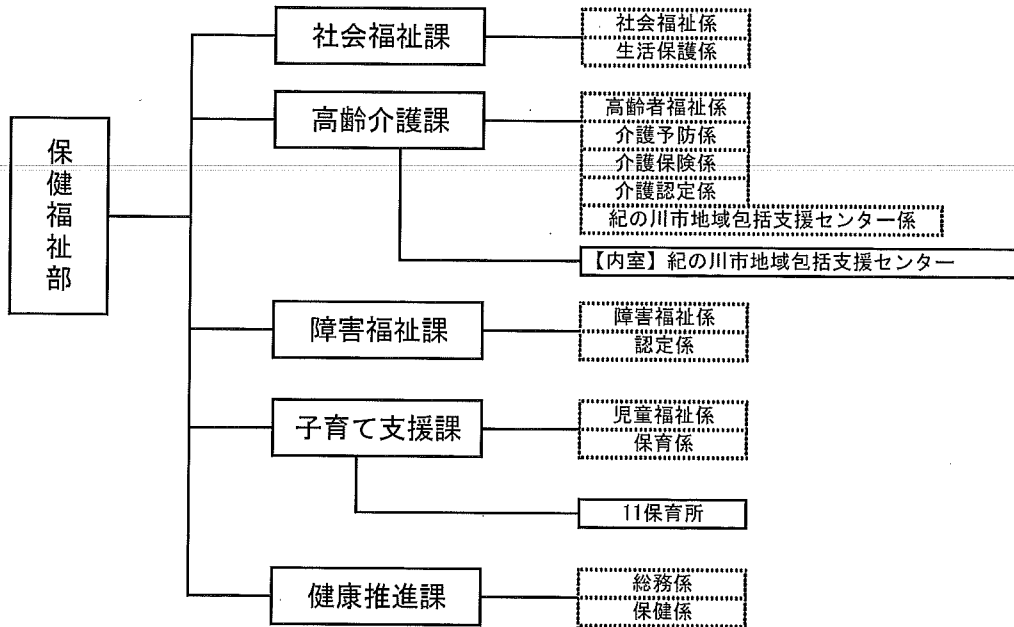 保健福祉部
社会福祉課
社会福祉係
生活保護係
高齢介護課
高齢者福祉係
介護予防係
介護保険係
介護認定係
紀の川市地域包括支援センター係
【内室】紀の川市地域包括支援センター
障害福祉課
障害福祉係
認定係
子育て支援課
児童福祉係
保育係
11保育所
健康推進課
総務係
保健係